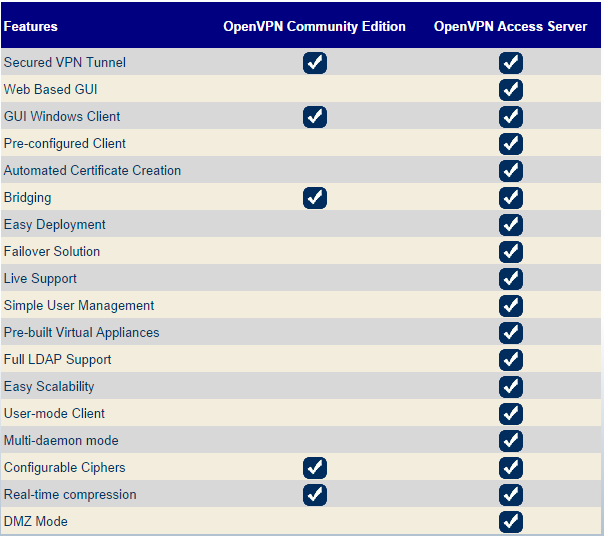 Features OpenVPN Community Edition OpenVPN Access Server
Secured VPN Tunnel
Web Based GUI
GUI Windows Client
Pre-configured Client
Automated Certificate Creation
Bridging
Easy Deployment
Failover Solution
Live Support
Simple User Management
Pre-built Virtual Appliances
Full LDAP Support
Easy Scalability
User-mode Client
Multi-daemon mode
Configurable Ciphers
Real-time compression
DMZ Mode